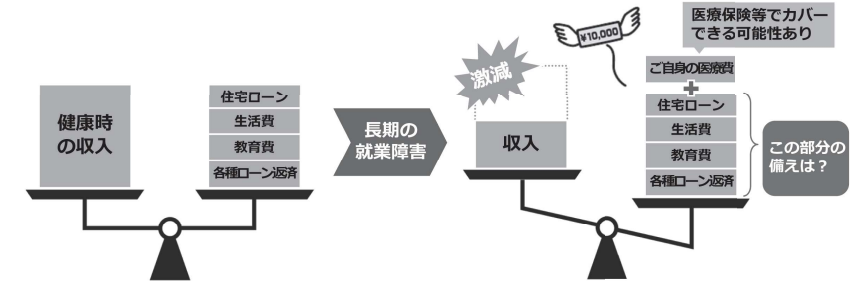 健康時
の収入
住宅ローン
生活費
教育費
各種ローン返済
長期の
就業障害
激減
収入
¥10,000
医療保険等でカバー
できる可能性あり
ご自身の医療費
+
住宅ローン
生活費
教育費
各種ローン返済
この部分の
備えは？